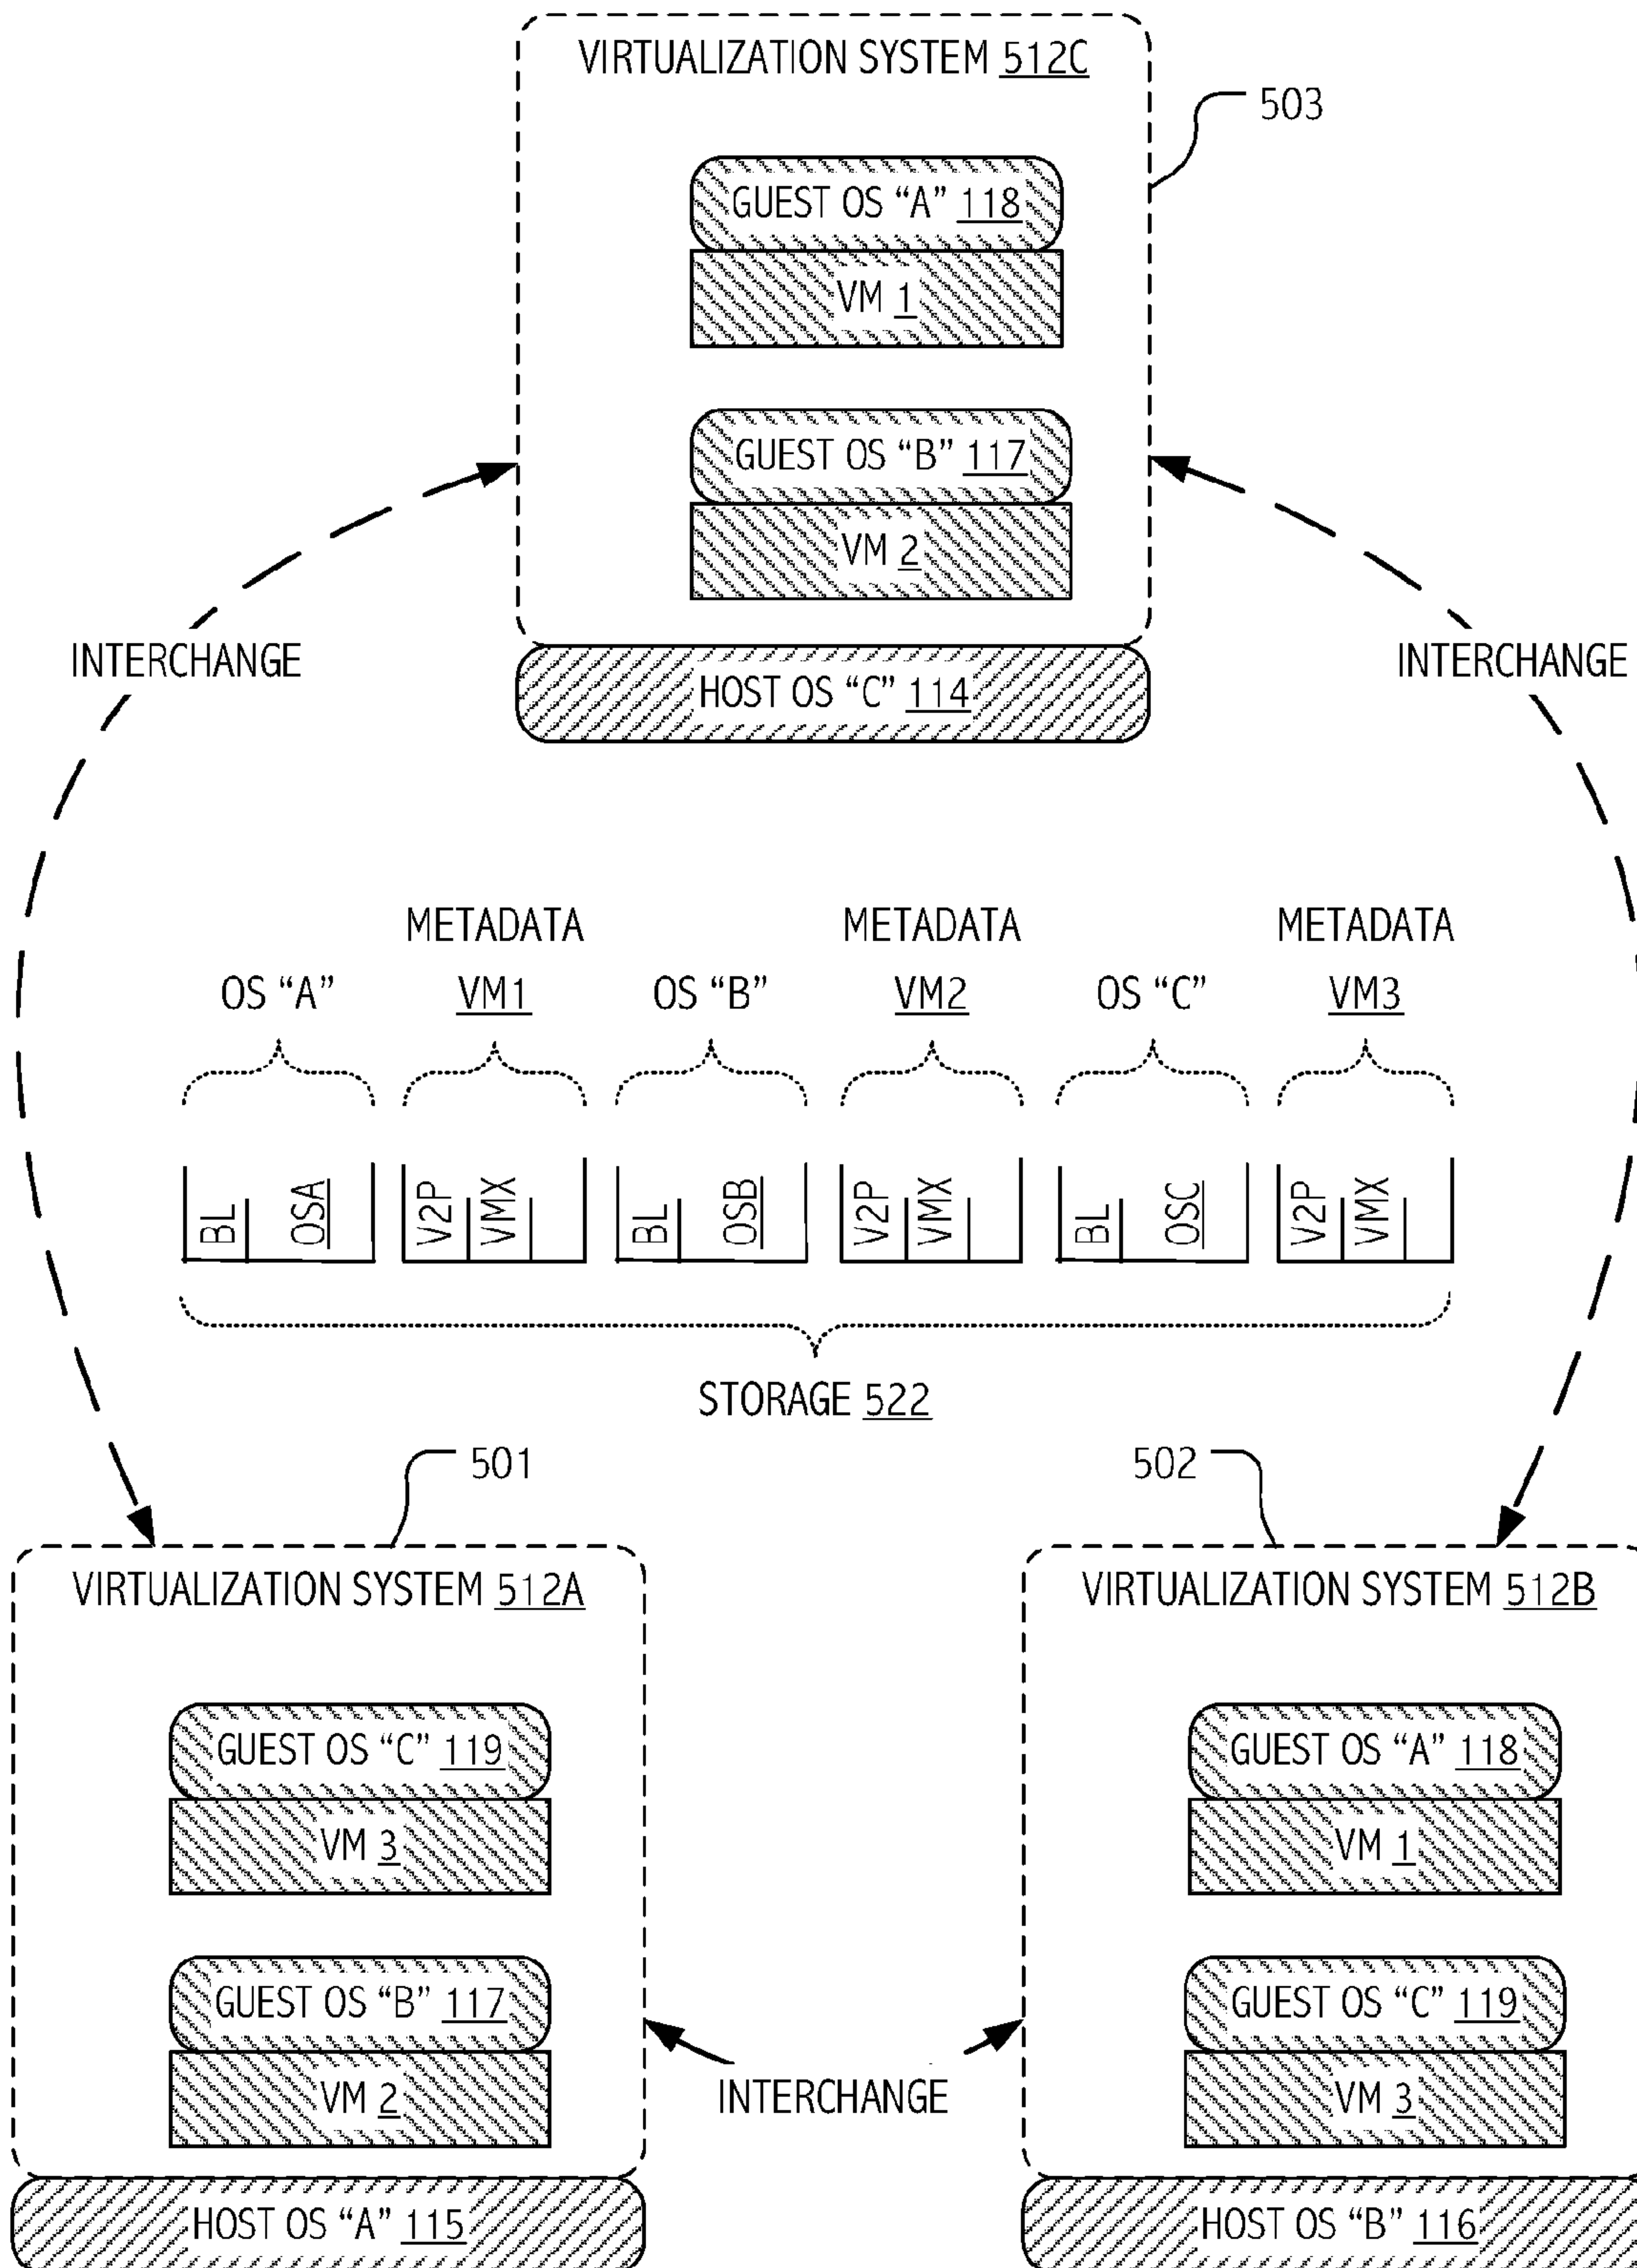 VIRTUALIZATION SYSTEM 512C
503
GUEST OS “A” 118
VM 1
GUEST OS “B” 117
VM 2
INTERCHANGE
INTERCHANGE
HOST OS “C” 114
METADATA METADATA METADATA
OS “A” VM1 OS “B” VM2 OS “C” VM3
BL OSA V2P VMX BL OSB V2P VMX BL OSC V2P VMX
STORAGE 522
501
502
VIRTUALIZATION SYSTEM 512A
GUEST OS “C” 119
VM 3
GUEST OS “B” 117
VM 2
HOST OS “A” 115
INTERCHANGE
VIRTUALIZATION SYSTEM 512B
GUEST OS “A” 118
VM 1
GUEST OS “C” 119
VM 3
HOST OS “B” 116